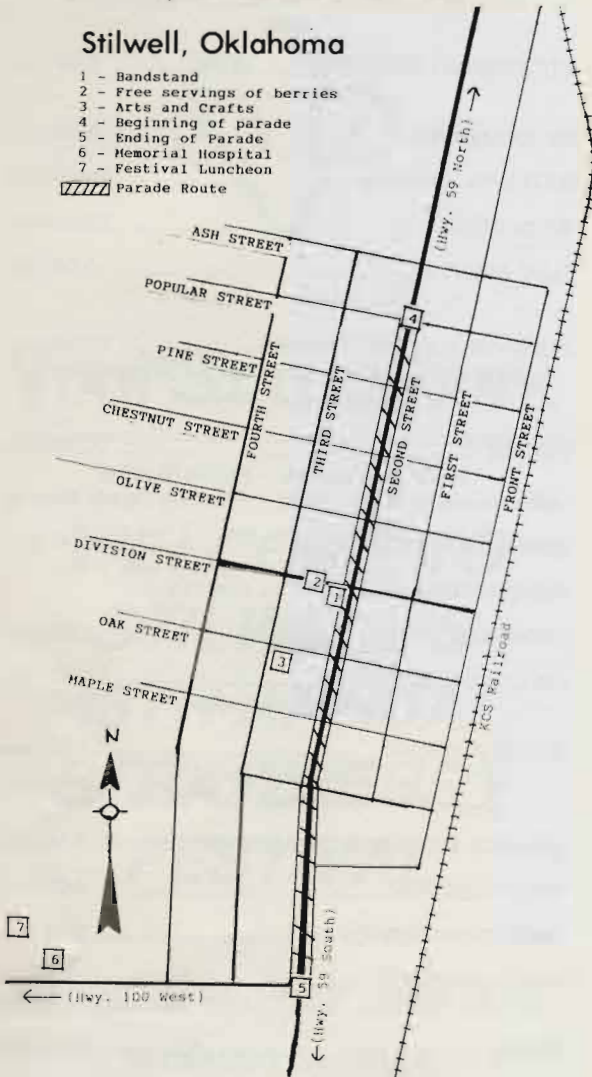 Stilwell, Oklahoma
1 - Bandstand
2 - Free servings of berries
3 - Arts and Crafts
4 - Beginning of parade
5 - Ending of Parade
6 - Memorial Hospital
7 - Festival Luncheon
Parade Route
(Hwy. 59 North)
ASH STREET
POPULAR STREET
4
PINE STREET
FOURTH STREET
THIRD STREET
SECOND STREET
FIRST STREET
FRONT STREET
CHESTNUT STREET
OLIVE STREET
DIVISION STREET
2
1
OAK STREET
3
MAPLE STREET
KCS Railroad
N
7
6
5
(Hwy. 100 West)
(Hwy. 59 South)